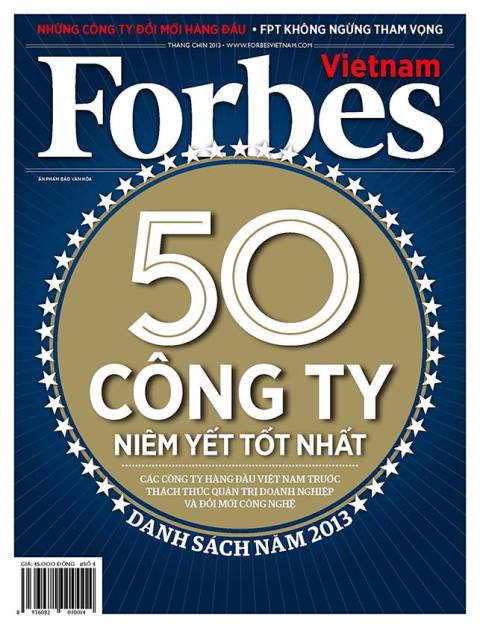 NHỮNG CÔNG TY ĐỔI MỚI HÀNG ĐẦU • FPT KHÔNG NGỪNG THAM VỌNG
THÁNG CHÍN 2013 • WWW.FORBESVIETNAM.COM
Vietnam
Forbes
ẤN PHẨM BÁO VĂN HÓA
50
CÔNG TY
NIÊM YẾT TỐT NHẤT
CÁC CÔNG TY HÀNG ĐẦU VIỆT NAM TRƯỚC
THÁCH THỨC QUẢN TRỊ DOANH NGHIỆP
VÀ ĐỔI MỚI CÔNG NGHỆ
DANH SÁCH NĂM 2013
GIÁ: 45.000 ĐỒNG #SỐ 4